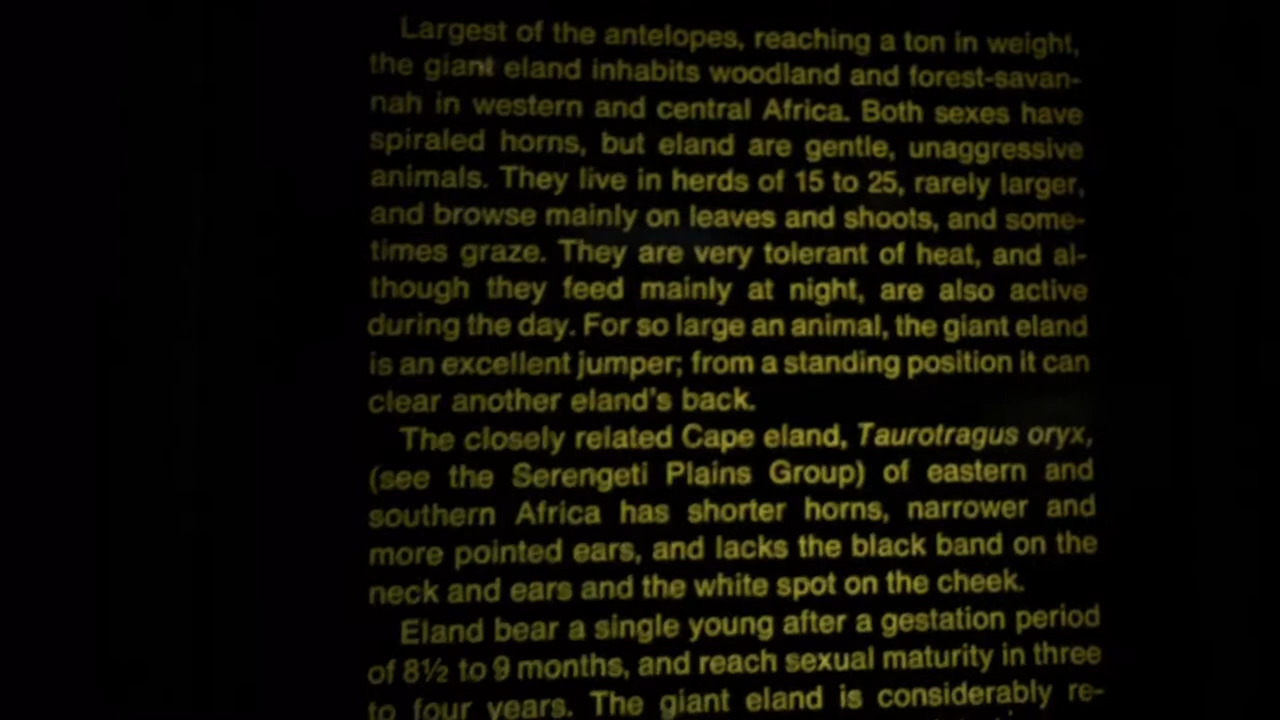 Largest of the antelopes, reaching a ton in weight,
the giant eland inhabits woodland and forest-savan-
nah in western and central Africa. Both sexes have
spiraled horns, but eland are gentle, unaggressive
animals. They live in herds of 15 to 25, rarely larger,
and browse mainly on leaves and shoots, and some-
times graze. They are very tolerant of heat, and al-
though they feed mainly at night, are also active
during the day. For so large an animal, the giant eland
is an excellent jumper; from a standing position it can
clear another eland's back.
The closely related Cape eland, Taurotragus oryx,
(see the Serengeti Plains Group) of eastern and
southern Africa has shorter horns, narrower and
more pointed ears, and lacks the black band on the
neck and ears and the white spot on the cheek.
Eland bear a single young after a gestation period
of 8½ to 9 months, and reach sexual maturity in three
to four years. The giant eland is considerably re-